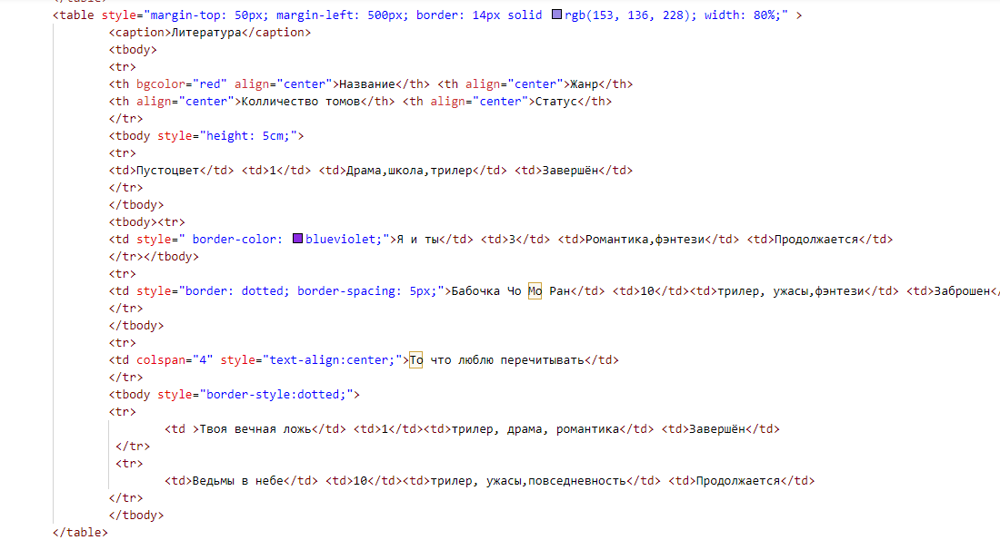 </table>
<table style="margin-top: 50px; margin-left: 500px; border: 14px solid rgb(153, 136, 228); width: 80%;" >
<caption>Литература</caption>
<tbody>
<tr>
<th bgcolor="red" align="center">Название</th> <th align="center">Жанр</th>
<th align="center">Колличество томов</th> <th align="center">Статус</th>
</tr>
<tbody style="height: 5cm;">
<tr>
<td>Пустоцвет</td> <td>1</td> <td>Драма,школа,трилер</td> <td>Завершён</td>
</tr>
</tbody>
<tbody><tr>
<td style=" border-color: blueviolet;">Я и ты</td> <td>3</td> <td>Романтика,фэнтези</td> <td>Продолжается</td>
</tr></tbody>
<tr>
<td style="border: dotted; border-spacing: 5px;">Бабочка Чо Мо Ран</td> <td>10</td><td>трилер, ужасы,фэнтези</td> <td>Заброшен</
</tr>
</tbody>
<tr>
<td colspan="4" style="text-align:center;">То что люблю перечитывать</td>
</tr>
<tbody style="border-style:dotted;">
<tr>
<td >Твоя вечная ложь</td> <td>1</td><td>трилер, драма, романтика</td> <td>Завершён</td>
</tr>
<tr>
<td>Ведьмы в небе</td> <td>10</td><td>трилер, ужасы,повседневность</td> <td>Продолжается</td>
</tr>
</tbody>
</table>